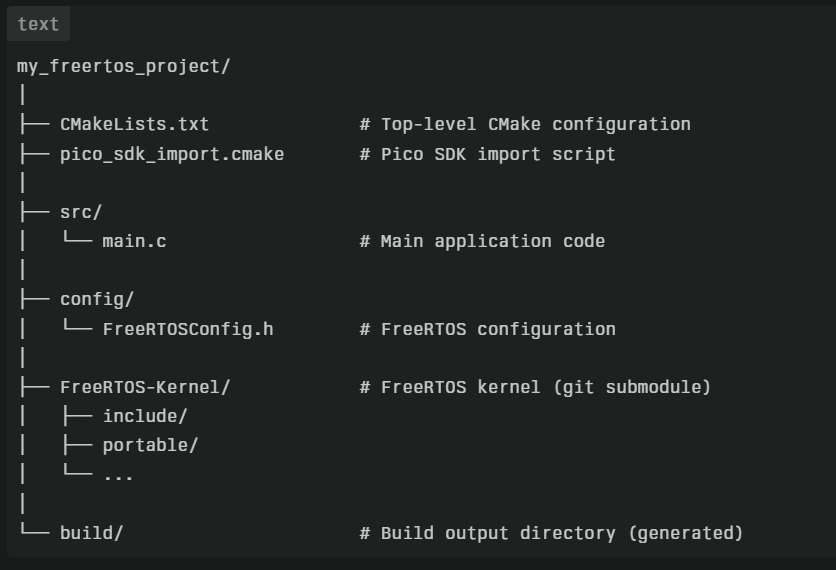 text
my_freertos_project/
│
├── CMakeLists.txt              # Top-level CMake configuration
├── pico_sdk_import.cmake       # Pico SDK import script
│
├── src/
│   └── main.c                  # Main application code
│
├── config/
│   └── FreeRTOSConfig.h        # FreeRTOS configuration
│
├── FreeRTOS-Kernel/            # FreeRTOS kernel (git submodule)
│   ├── include/
│   ├── portable/
│   └── ...
│
└── build/                      # Build output directory (generated)